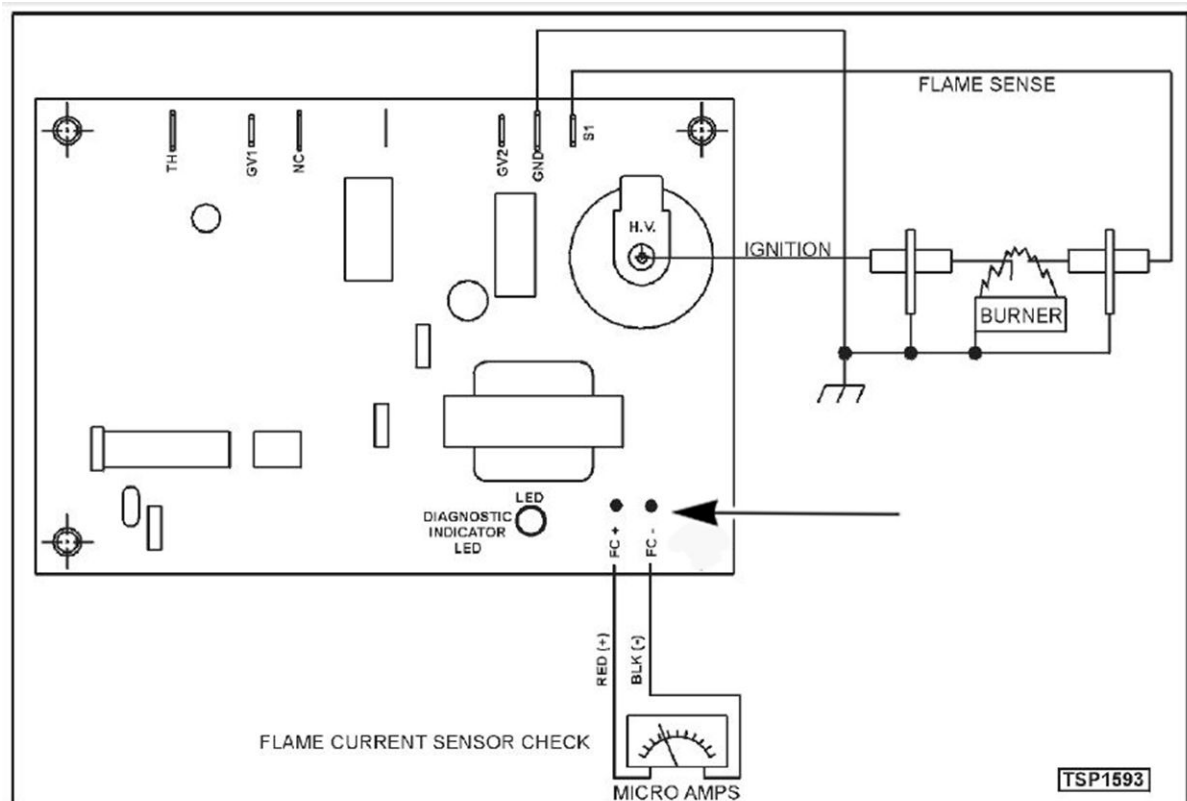 FLAME SENSE
TH
GV1
NC
GV2
GND
S1
H.V.
IGNITION
BURNER
LED
DIAGNOSTIC
INDICATOR
LED
FC +
FC -
RED (+)
BLK (-)
FLAME CURRENT SENSOR CHECK
MICRO AMPS
TSP1593